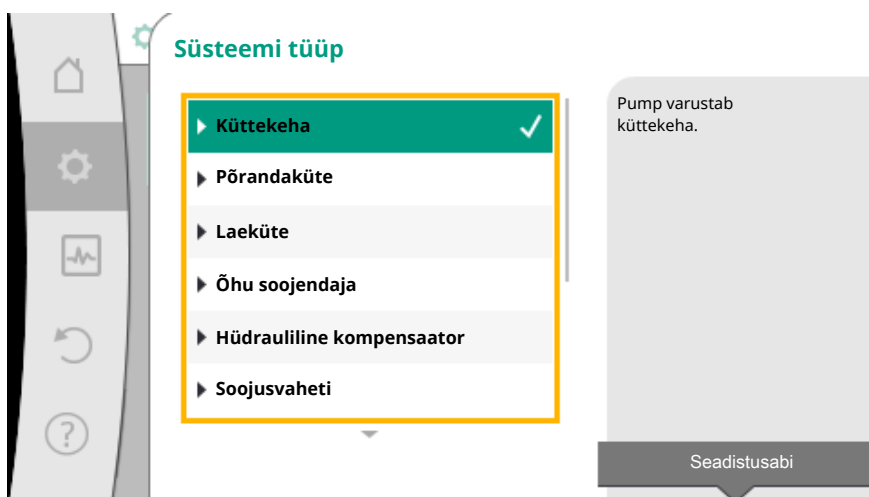 Süsteemi tüüp
Küttekeha
Põrandaküte
Laeküte
Õhu soojendaja
Hüdrauliline kompensaator
Soojusvaheti
Pump varustab
küttekeha.
Seadistusabi